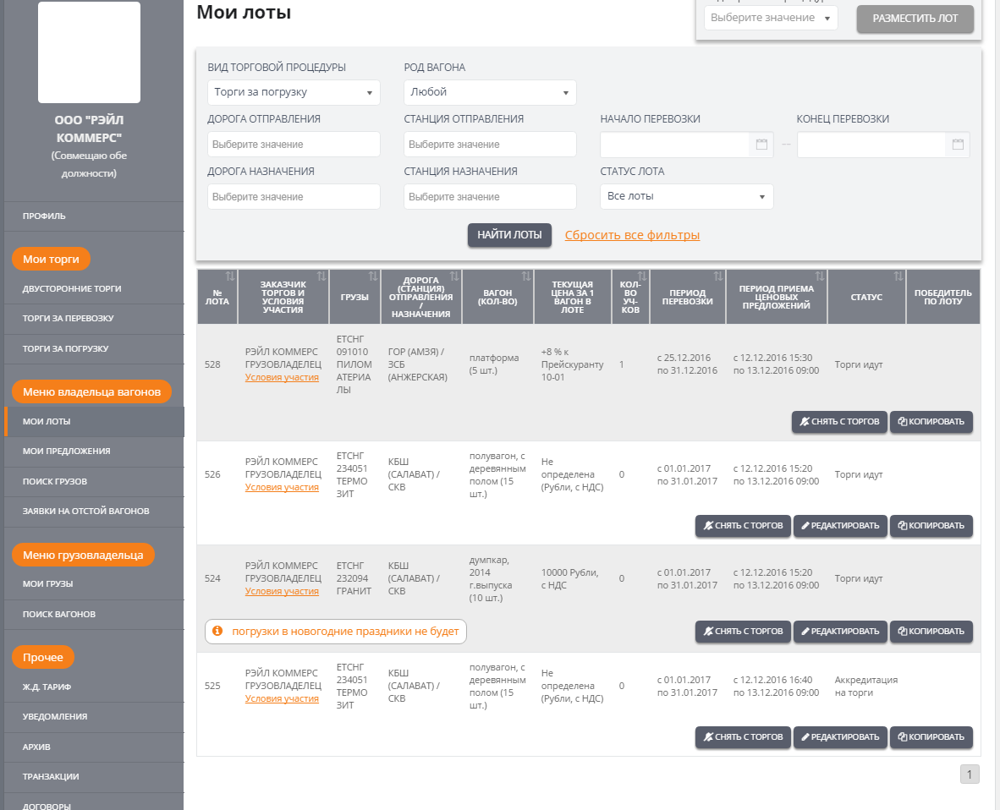 Мои лоты
Выберите значение
РАЗМЕСТИТЬ ЛОТ
ООО "РЭЙЛ
КОММЕРС"
(Совмещаю обе
должности)
ПРОФИЛЬ
Мои торги
ДВУСТОРОННИЕ ТОРГИ
ТОРГИ ЗА ПЕРЕВОЗКУ
ТОРГИ ЗА ПОГРУЗКУ
Меню владельца вагонов
МОИ ЛОТЫ
МОИ ПРЕДЛОЖЕНИЯ
ПОИСК ГРУЗОВ
ЗАЯВКИ НА ОТСТОЙ ВАГОНОВ
Меню грузовладельца
МОИ ГРУЗЫ
ПОИСК ВАГОНОВ
Прочее
Ж.Д. ТАРИФ
УВЕДОМЛЕНИЯ
АРХИВ
ТРАНЗАКЦИИ
ДОГОВОРЫ
ВИД ТОРГОВОЙ ПРОЦЕДУРЫ
РОД ВАГОНА
Торги за погрузку
Любой
ДОРОГА ОТПРАВЛЕНИЯ
СТАНЦИЯ ОТПРАВЛЕНИЯ
НАЧАЛО ПЕРЕВОЗКИ
КОНЕЦ ПЕРЕВОЗКИ
Выберите значение
Выберите значение
—
ДОРОГА НАЗНАЧЕНИЯ
СТАНЦИЯ НАЗНАЧЕНИЯ
СТАТУС ЛОТА
Выберите значение
Выберите значение
Все лоты
НАЙТИ ЛОТЫ
Сбросить все фильтры
№
ЛОТА
ЗАКАЗЧИК
ТОРГОВ И
УСЛОВИЯ
УЧАСТИЯ
ГРУЗЫ
ДОРОГА
(СТАНЦИЯ)
ОТПРАВЛЕНИЯ
/
НАЗНАЧЕНИЯ
ВАГОН
(КОЛ-ВО)
ТЕКУЩАЯ
ЦЕНА ЗА 1
ВАГОН В
ЛОТЕ
КОЛ-
ВО
УЧ-
КОВ
ПЕРИОД
ПЕРЕВОЗКИ
ПЕРИОД ПРИЕМА
ЦЕНОВЫХ
ПРЕДЛОЖЕНИЙ
СТАТУС
ПОБЕДИТЕЛЬ
ПО ЛОТУ
528
РЭЙЛ КОММЕРС
ГРУЗОВЛАДЕЛЕЦ
Условия участия
ЕТСНГ
091010
ПИЛОМ
АТЕРИА
ЛЫ
ГОР (АМЗЯ) /
ЗСБ
(АНЖЕРСКАЯ)
платформа
(5 шт.)
+8 % к
Прейскуранту
10-01
1
с 25.12.2016
по 31.12.2016
с 12.12.2016 15:30
по 13.12.2016 09:00
Торги идут
СНЯТЬ С ТОРГОВ
КОПИРОВАТЬ
526
РЭЙЛ КОММЕРС
ГРУЗОВЛАДЕЛЕЦ
Условия участия
ЕТСНГ
234051
ТЕРМО
ЗИТ
КБШ
(САЛАВАТ) /
СКВ
полувагон, с
деревянным
полом (15
шт.)
Не
определена
(Рубли, с НДС)
0
с 01.01.2017
по 31.01.2017
с 12.12.2016 15:20
по 13.12.2016 09:00
Торги идут
СНЯТЬ С ТОРГОВ
РЕДАКТИРОВАТЬ
КОПИРОВАТЬ
524
РЭЙЛ КОММЕРС
ГРУЗОВЛАДЕЛЕЦ
Условия участия
ЕТСНГ
232094
ГРАНИТ
КБШ
(САЛАВАТ) /
СКВ
думпкар,
2014
г.выпуска
(10 шт.)
10000 Рубли,
с НДС
0
с 01.01.2017
по 31.01.2017
с 12.12.2016 15:20
по 13.12.2016 09:00
Торги идут
погрузки в новогодние праздники не будет
СНЯТЬ С ТОРГОВ
РЕДАКТИРОВАТЬ
КОПИРОВАТЬ
525
РЭЙЛ КОММЕРС
ГРУЗОВЛАДЕЛЕЦ
Условия участия
ЕТСНГ
234051
ТЕРМО
ЗИТ
КБШ
(САЛАВАТ) /
СКВ
полувагон, с
деревянным
полом (15
шт.)
Не
определена
(Рубли, с НДС)
0
с 01.01.2017
по 31.01.2017
с 12.12.2016 16:40
по 13.12.2016 09:00
Аккредитация
на торги
СНЯТЬ С ТОРГОВ
РЕДАКТИРОВАТЬ
КОПИРОВАТЬ
1